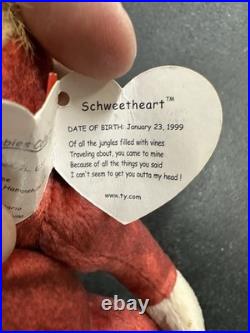 Schweetheart™
DATE OF BIRTH: January 23, 1999
Of all the jungles filled with vines
Traveling about, you came to mine
Because of all the things you said
I can't seem to get you outta my head !
www.ty.com